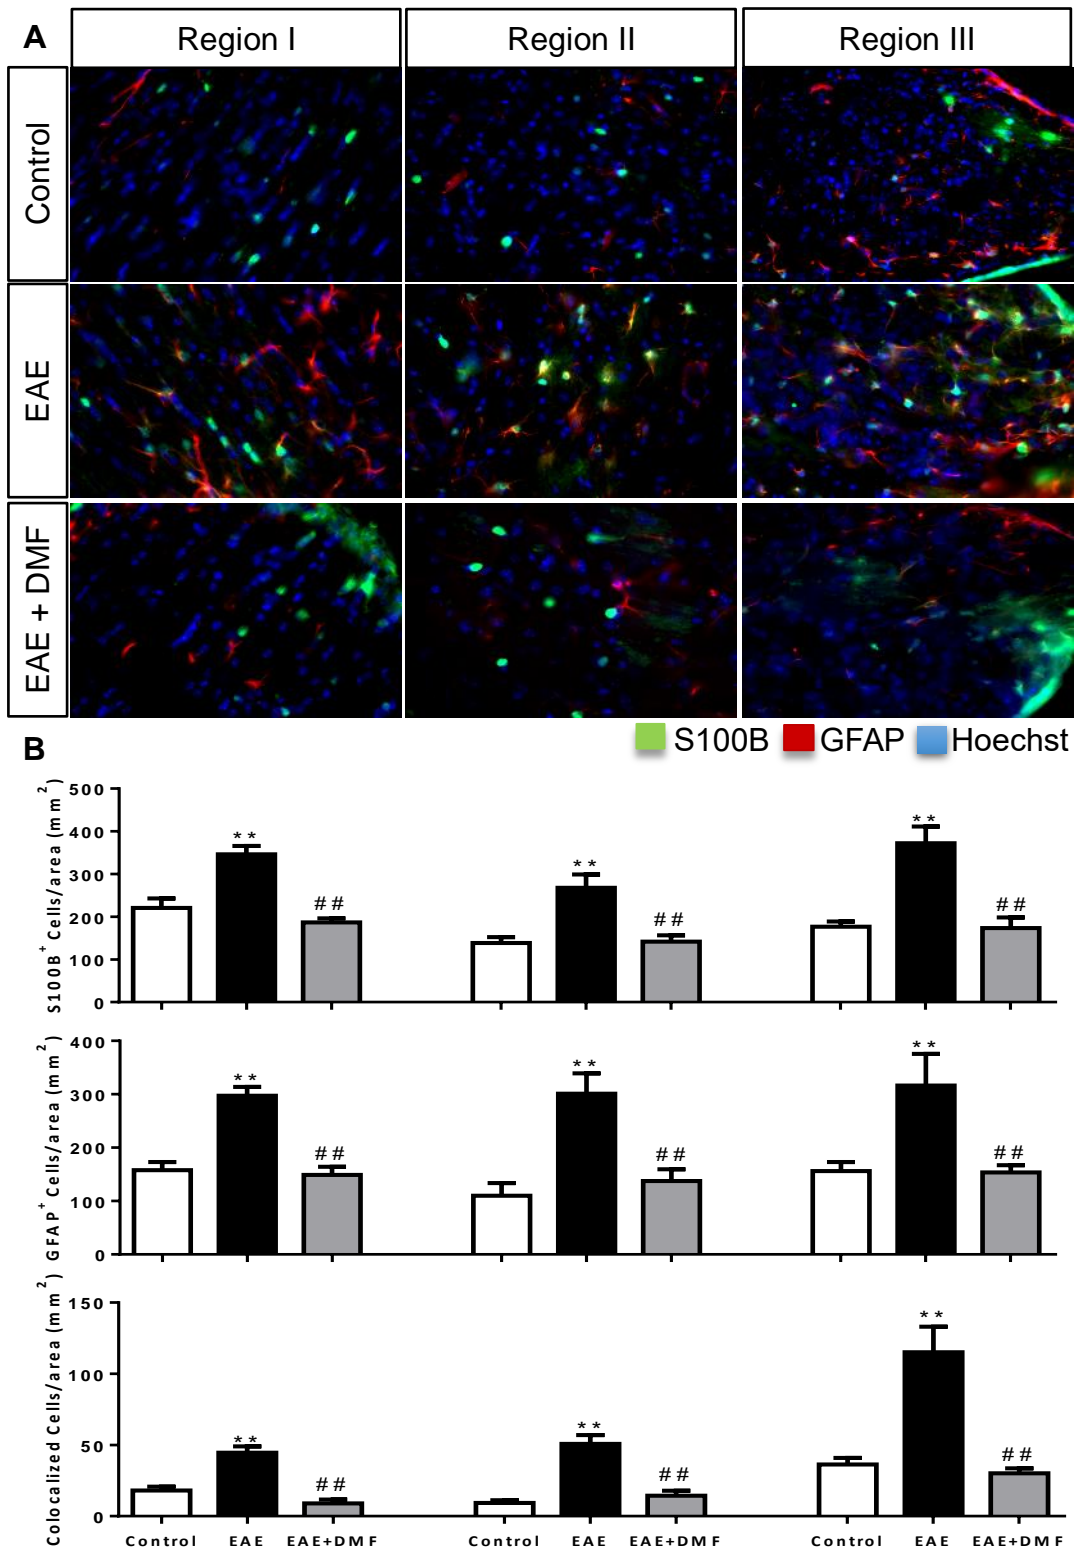 A
Region I
Region II
Region III
Control
EAE
EAE + DMF
S100B GFAP Hoechst
B
S100B+ Cells/area (mm2)
500
400
300
200
100
0
**
##
**
##
**
##
GFAP+ Cells/area (mm2)
400
300
200
100
0
**
##
**
##
**
##
Colocalized Cells/area (mm2)
150
100
50
0
**
##
**
##
**
##
Control EAE EAE+DMF Control EAE EAE+DMF Control EAE EAE+DMF